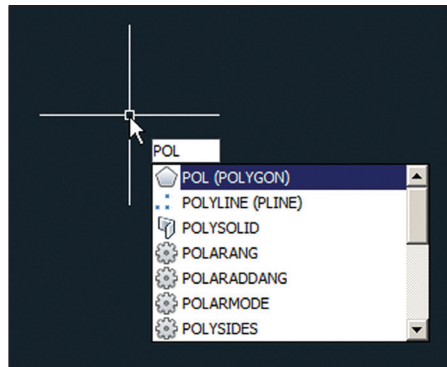 POL
POL (POLYGON)
POLYLINE (PLINE)
POLYSOLID
POLARANG
POLARADDANG
POLARMODE
POLYSIDES